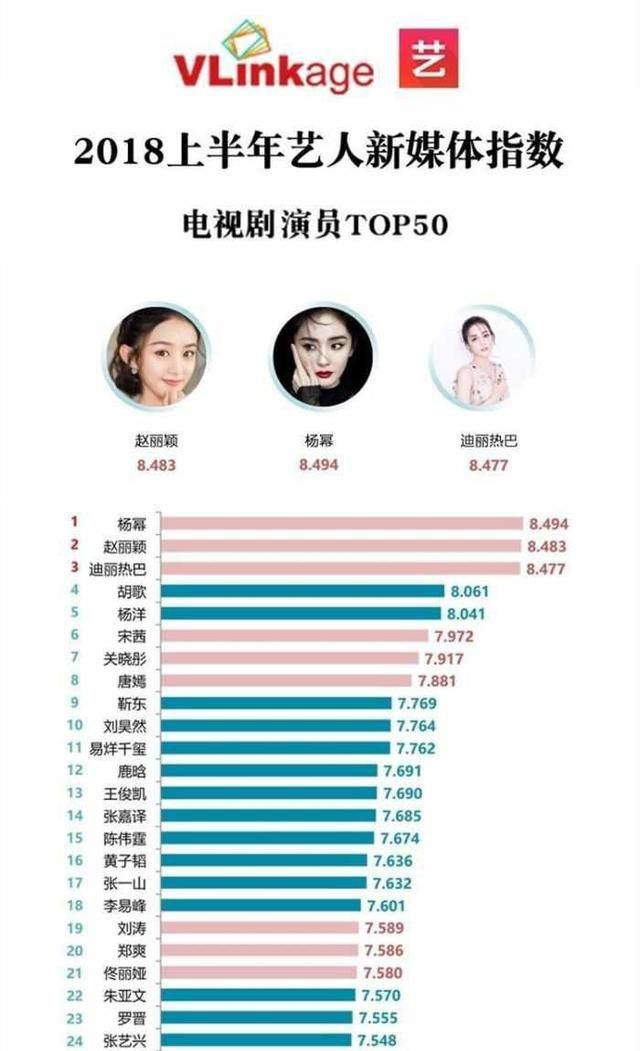 VLinkage 艺
2018上半年艺人新媒体指数
电视剧演员TOP50
赵丽颖 杨幂 迪丽热巴
8.483 8.494 8.477
1 杨幂 8.494
2 赵丽颖 8.483
3 迪丽热巴 8.477
4 胡歌 8.061
5 杨洋 8.041
6 宋茜 7.972
7 关晓彤 7.917
8 唐嫣 7.881
9 靳东 7.769
10 刘昊然 7.764
11 易烊千玺 7.762
12 鹿晗 7.691
13 王俊凯 7.690
14 张嘉译 7.685
15 陈伟霆 7.674
16 黄子韬 7.636
17 张一山 7.632
18 李易峰 7.601
19 刘涛 7.589
20 郑爽 7.586
21 佟丽娅 7.580
22 朱亚文 7.570
23 罗晋 7.555
24 张艺兴 7.548